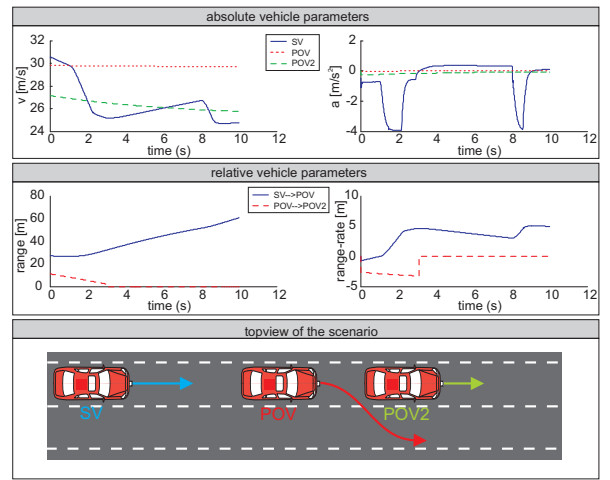 absolute vehicle parameters
32
30
28
26
24
v [m/s]
0 2 4 6 8 10 12
time (s)
SV
POV
POV2
2
0
-2
-4
a [m/s²]
0 2 4 6 8 10 12
time (s)
relative vehicle parameters
80
60
40
20
0
range [m]
0 2 4 6 8 10 12
time (s)
SV-->POV
POV-->POV2
10
5
0
-5
range-rate [m]
0 2 4 6 8 10 12
time (s)
topview of the scenario
SV POV POV2